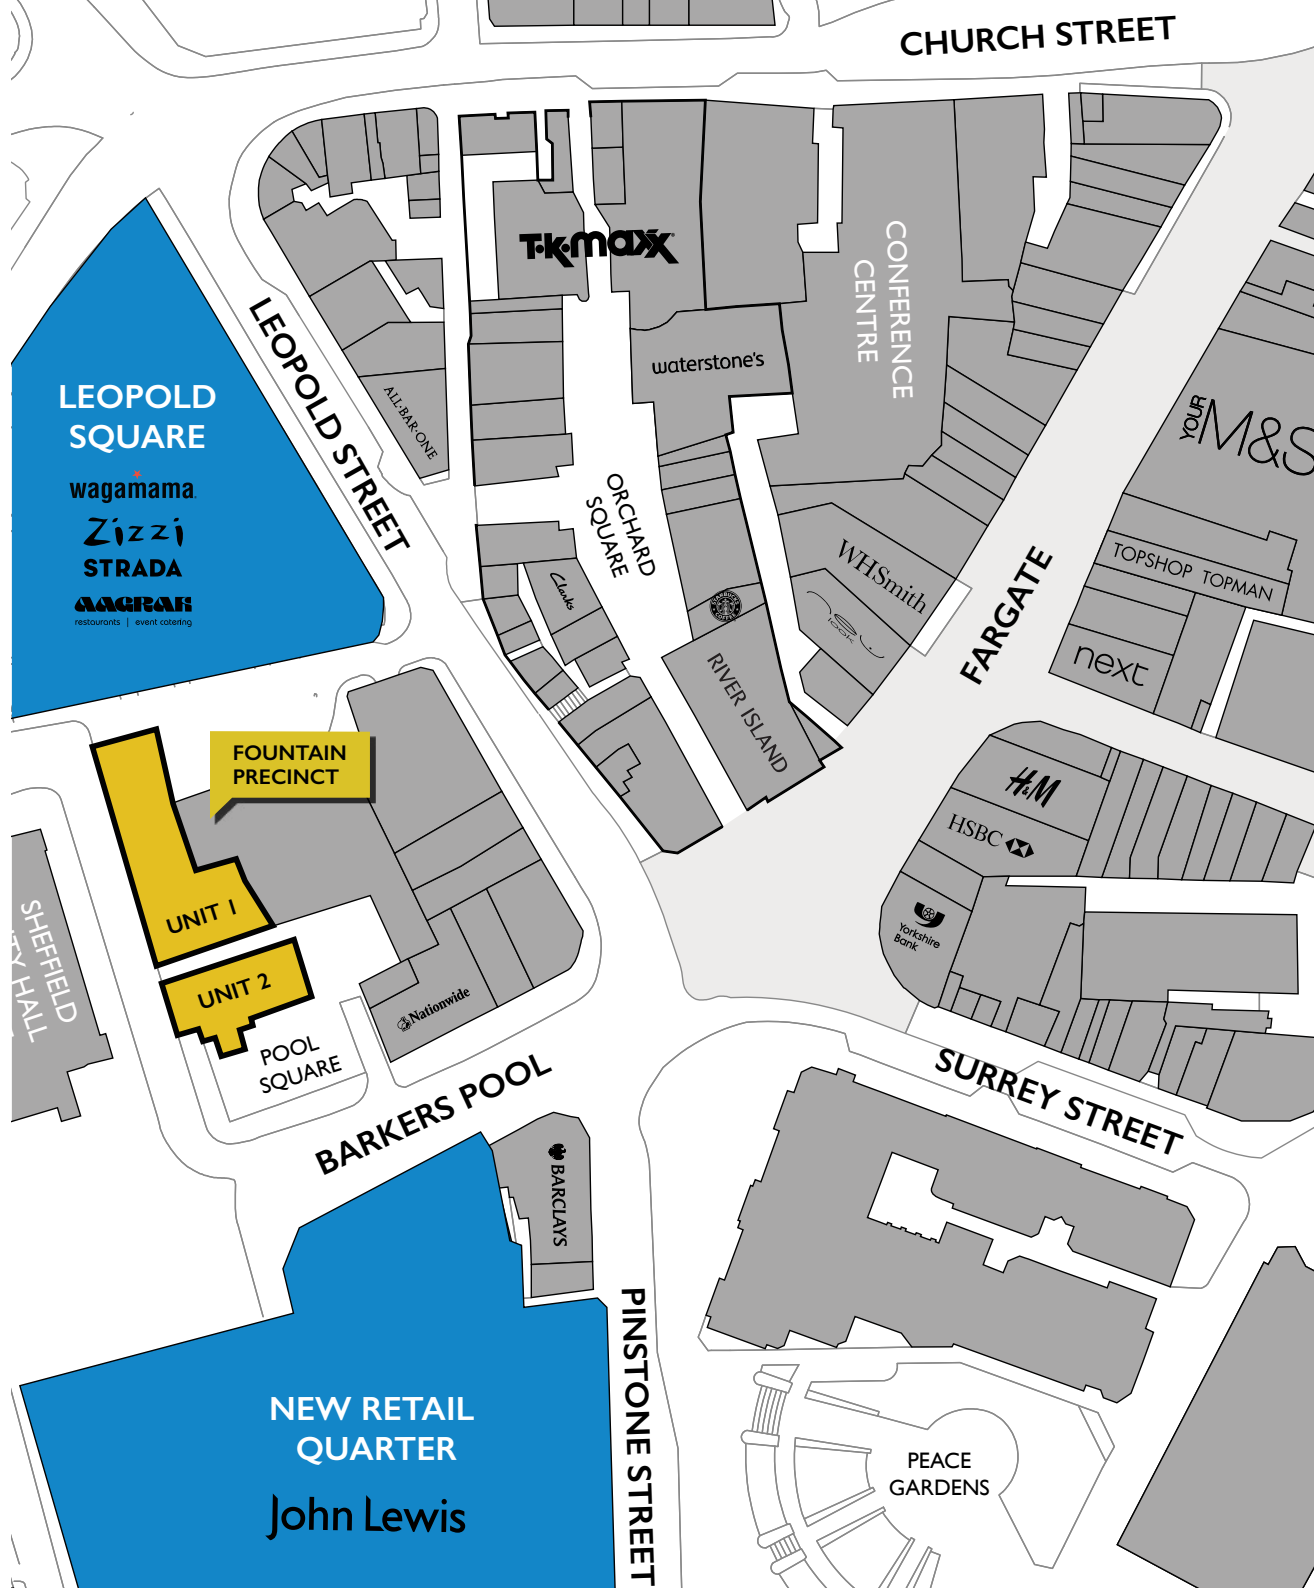 CHURCH STREET
T·K·maxx
CONFERENCE
CENTRE
LEOPOLD STREET
waterstone's
ALL·BAR·ONE
YOUR
M&S
LEOPOLD
SQUARE
wagamama
Zizzi
STRADA
AAGRAH
restaurants | event catering
ORCHARD
SQUARE
Clarks
WHSmith
look
TOPSHOP TOPMAN
FARGATE
next
RIVER ISLAND
FOUNTAIN
PRECINCT
H&M
HSBC
Yorkshire
Bank
UNIT 1
UNIT 2
SHEFFIELD
TY HALL
Nationwide
POOL
SQUARE
BARKERS POOL
SURREY STREET
BARCLAYS
PINSTONE STREET
NEW RETAIL
QUARTER
John Lewis
PEACE
GARDENS